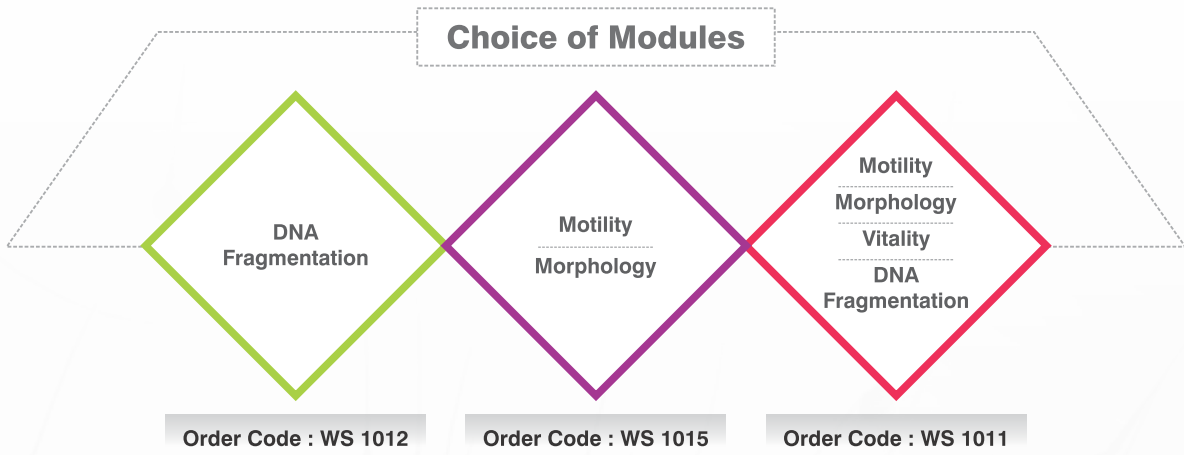 Choice of Modules
DNA
Fragmentation
Motility
Morphology
Motility
Morphology
Vitality
DNA
Fragmentation
Order Code : WS 1012
Order Code : WS 1015
Order Code : WS 1011